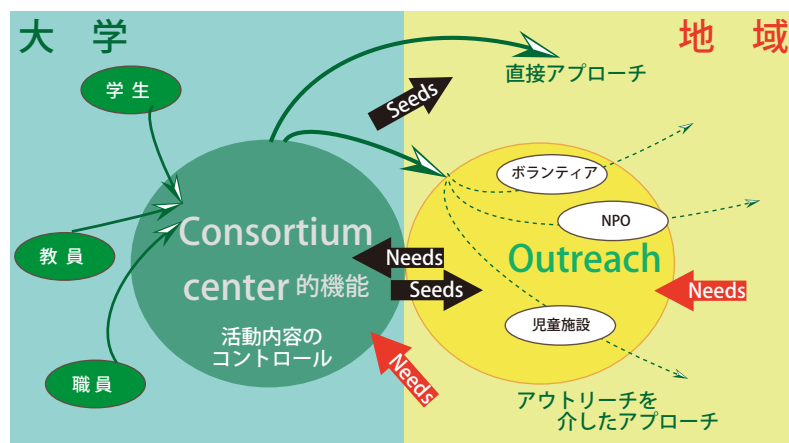 大 学
地 域
学 生
直接アプローチ
Seeds
ボランティア
NPO
教 員
Consortium
center 的機能
Needs
Seeds
Outreach
Needs
児童施設
活動内容の
コントロール
Needs
職 員
アウトリーチを
介したアプローチ